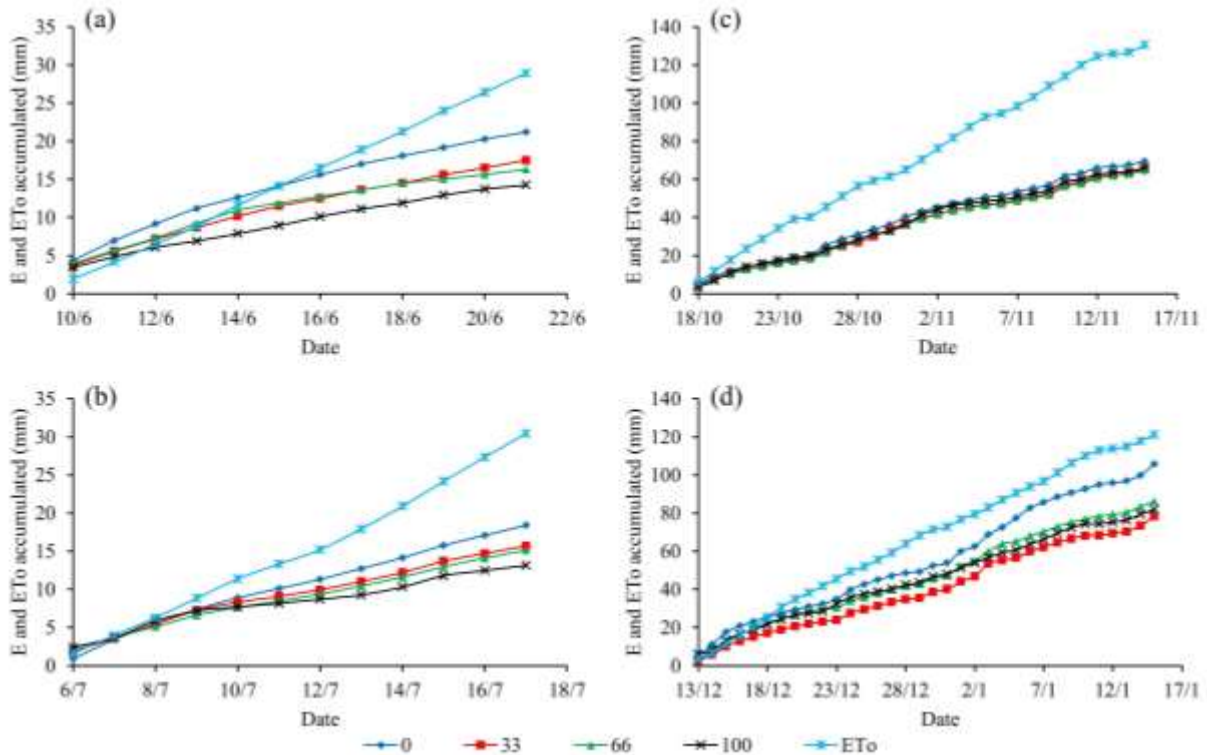 (a)
E and ETo accumulated (mm)
35
30
25
20
15
10
5
0
10/6 12/6 14/6 16/6 18/6 20/6 22/6
Date
(c)
E and ETo accumulated (mm)
140
120
100
80
60
40
20
0
18/10 23/10 28/10 2/11 7/11 12/11 17/11
Date
(b)
E and ETo accumulated (mm)
35
30
25
20
15
10
5
0
6/7 8/7 10/7 12/7 14/7 16/7 18/7
Date
(d)
E and ETo accumulated (mm)
140
120
100
80
60
40
20
0
13/12 18/12 23/12 28/12 2/1 7/1 12/1 17/1
Date
0 33 66 100 ETo